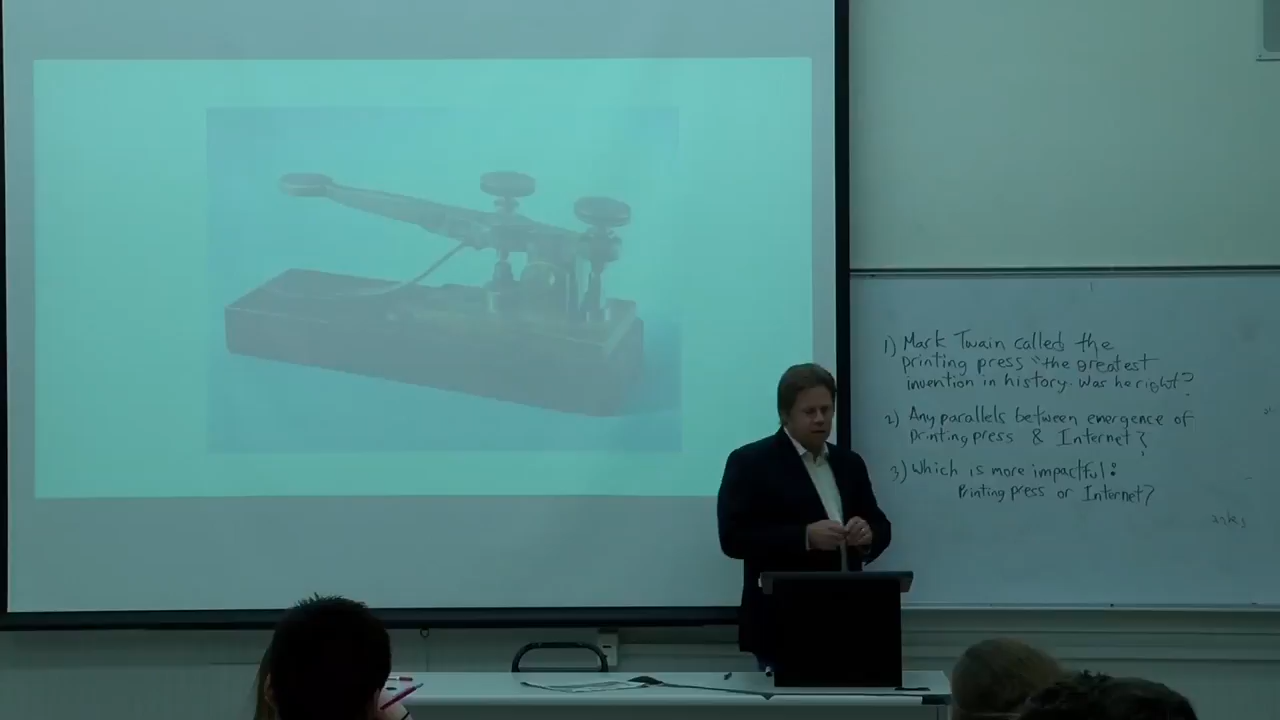 1) Mark Twain called the
printing press "the greatest
invention in history. Was he right?
2) Any parallels between emergence of
printing press & Internet?
3) Which is more impactful:
Printing press or Internet?